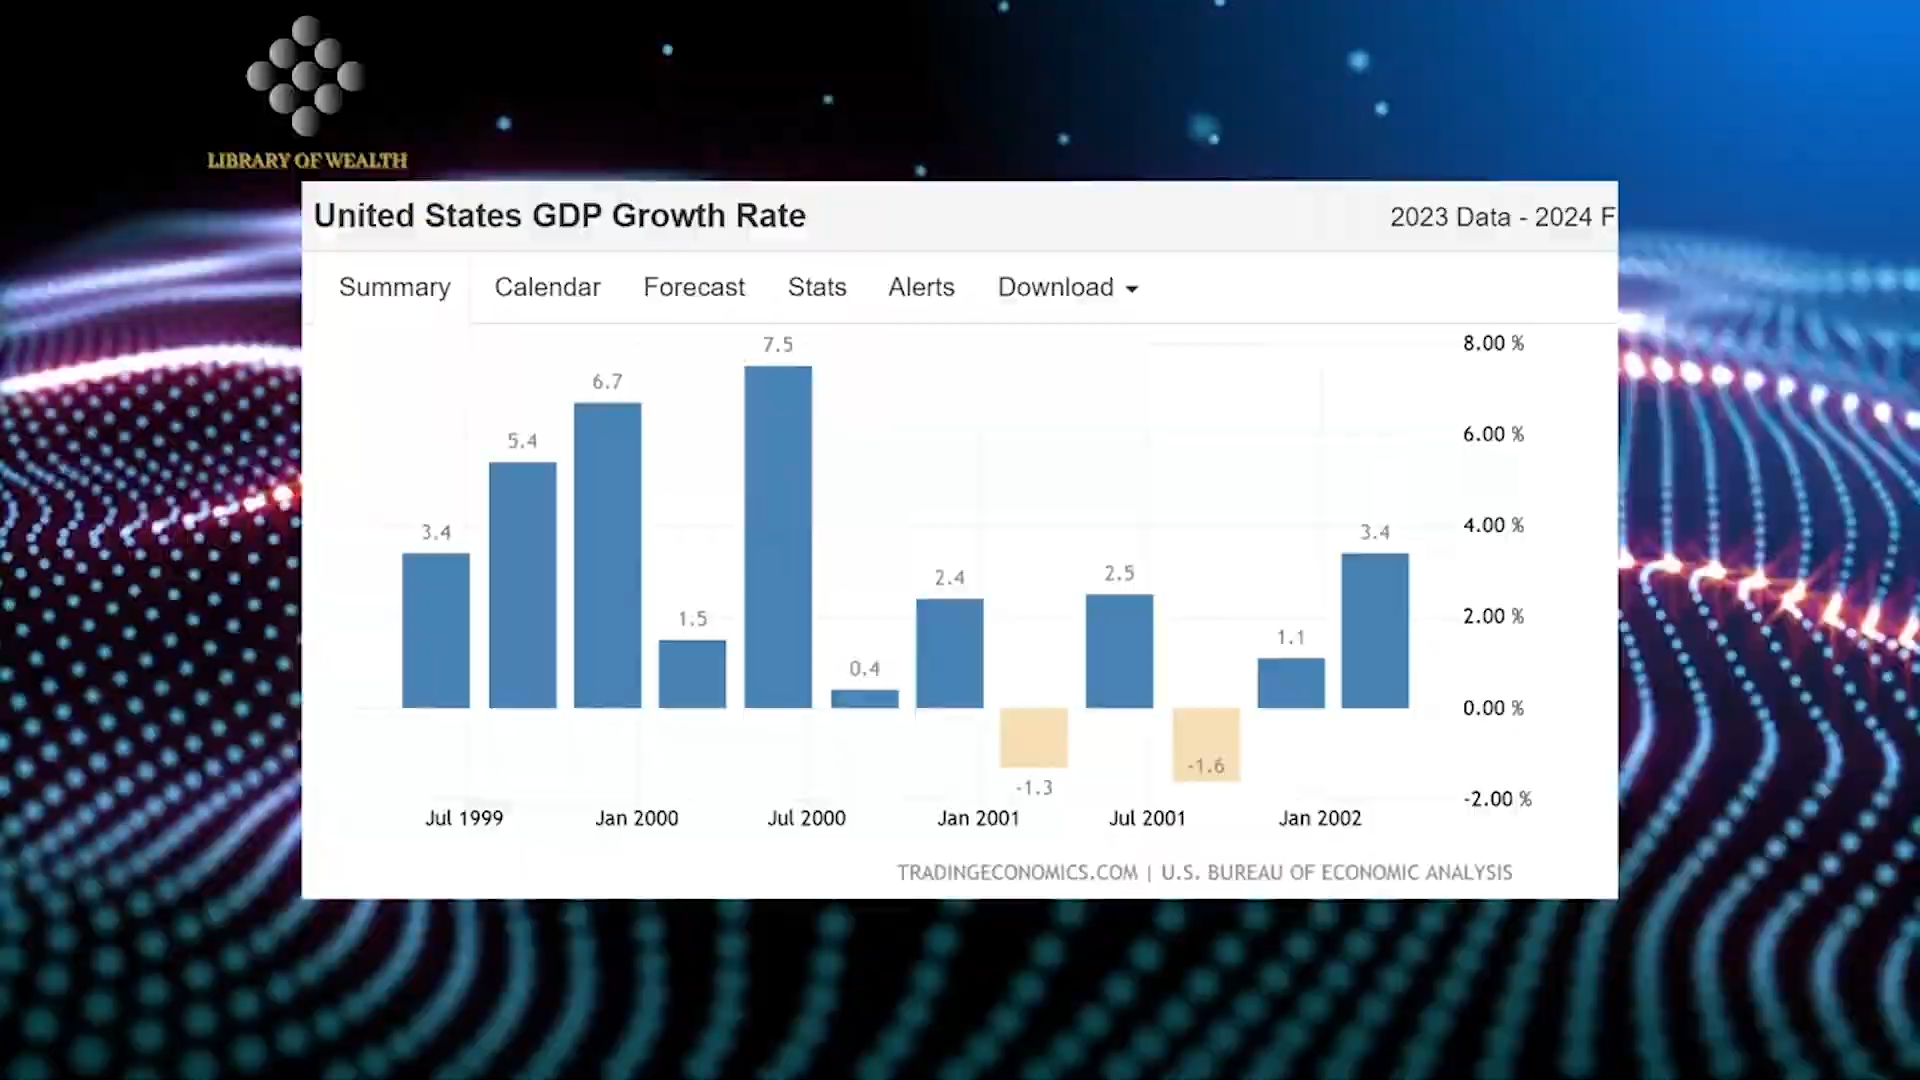 LIBRARY OF WEALTH
United States GDP Growth Rate
2023 Data - 2024 F
Summary
Calendar
Forecast
Stats
Alerts
Download
3.4
5.4
6.7
1.5
7.5
0.4
2.4
-1.3
2.5
-1.6
1.1
3.4
8.00 %
6.00 %
4.00 %
2.00 %
0.00 %
-2.00 %
Jul 1999
Jan 2000
Jul 2000
Jan 2001
Jul 2001
Jan 2002
TRADINGECONOMICS.COM | U.S. BUREAU OF ECONOMIC ANALYSIS